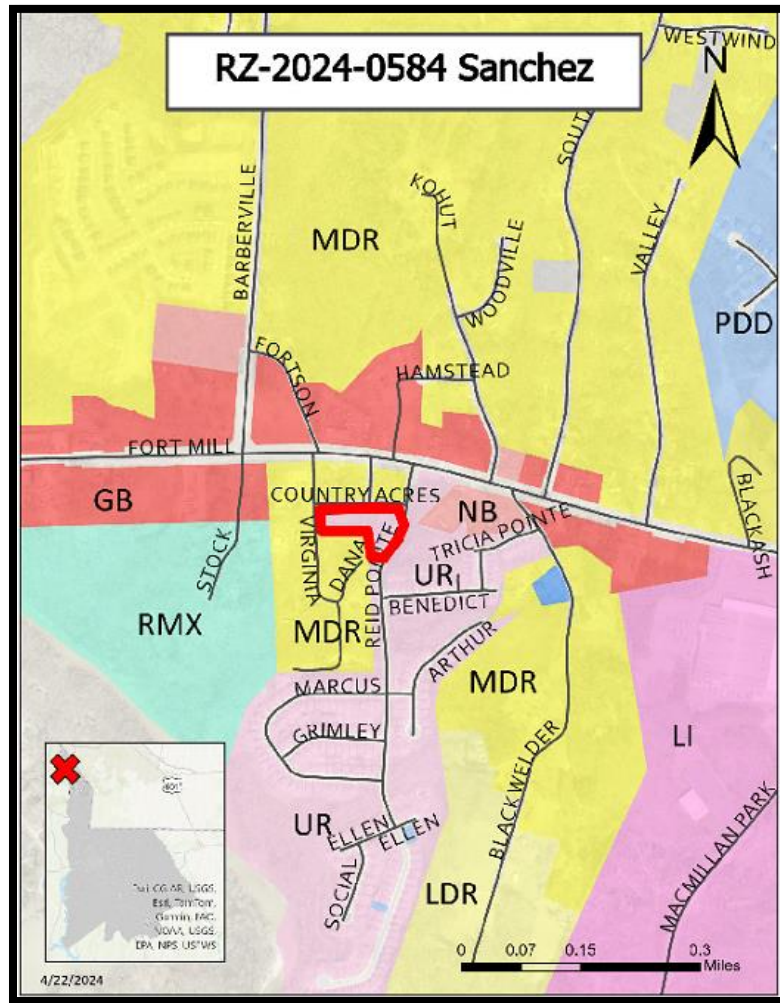 RZ-2024-0584 Sanchez
WESTWIND
N
KOHUT
BARBERVILLE
WOODVILLE
VALLEY
MDR
PDD
FORTSON
HAMSTEAD
FORT MILL
GB
COUNTRY ACRES
NB
BLACKASH
STOCK
VIRGINIA
DANA
REID POINTE
TRICIA POINTE
UR
BENEDICT
RMX
MDR
ARTHUR
MDR
MARCUS
GRIMLEY
LI
BLACKWELDER
UR
ELLEN
ELLEN
SOCIAL
LDR
MACMILLAN PARK
0 0.07 0.15 0.3
Miles
4/22/2024